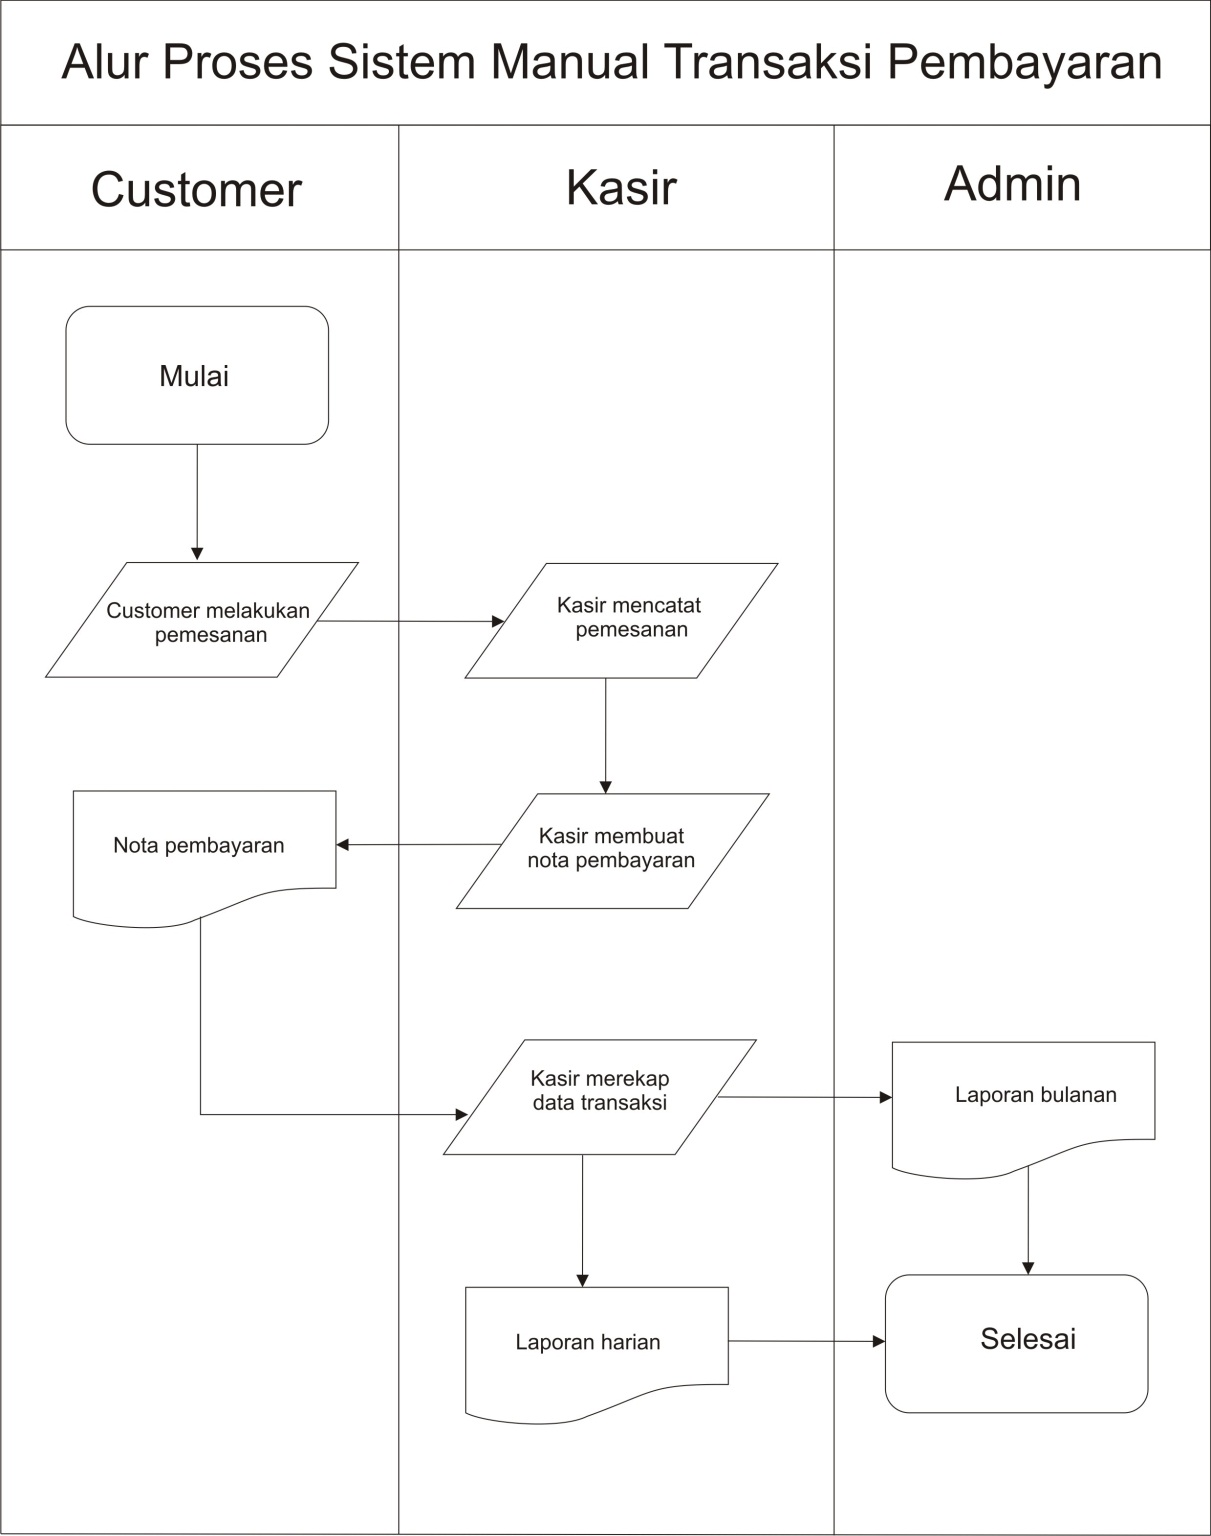 Alur Proses Sistem Manual Transaksi Pembayaran
Customer
Kasir
Admin
Mulai
Customer melakukan
pemesanan
Kasir mencatat
pemesanan
Nota pembayaran
Kasir membuat
nota pembayaran
Kasir merekap
data transaksi
Laporan bulanan
Laporan harian
Selesai